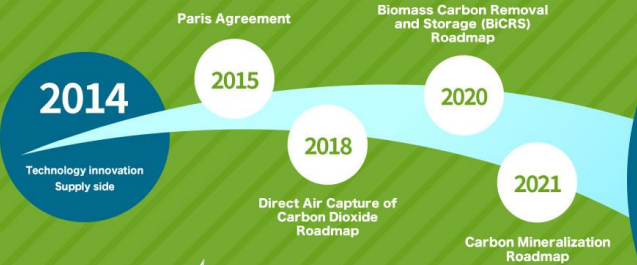 2014
Technology innovation
Supply side
Paris Agreement
2015
2018
Direct Air Capture of
Carbon Dioxide
Roadmap
Biomass Carbon Removal
and Storage (BiCRS)
Roadmap
2020
2021
Carbon Mineralization
Roadmap